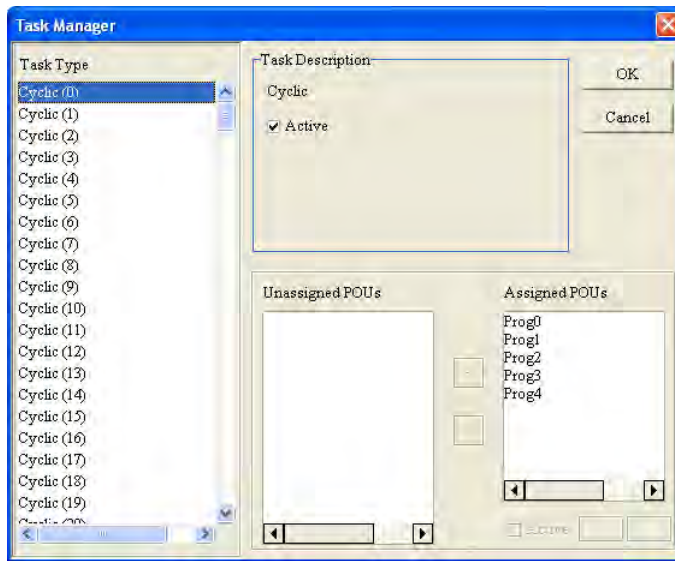 Task Manager
Task Type
Cyclic (0)
Cyclic (1)
Cyclic (2)
Cyclic (3)
Cyclic (4)
Cyclic (5)
Cyclic (6)
Cyclic (7)
Cyclic (8)
Cyclic (9)
Cyclic (10)
Cyclic (11)
Cyclic (12)
Cyclic (13)
Cyclic (14)
Cyclic (15)
Cyclic (16)
Cyclic (17)
Cyclic (18)
Cyclic (19)
Task Description
Cyclic
Active
OK
Cancel
Unassigned POUs
Assigned POUs
Prog0
Prog1
Prog2
Prog3
Prog4